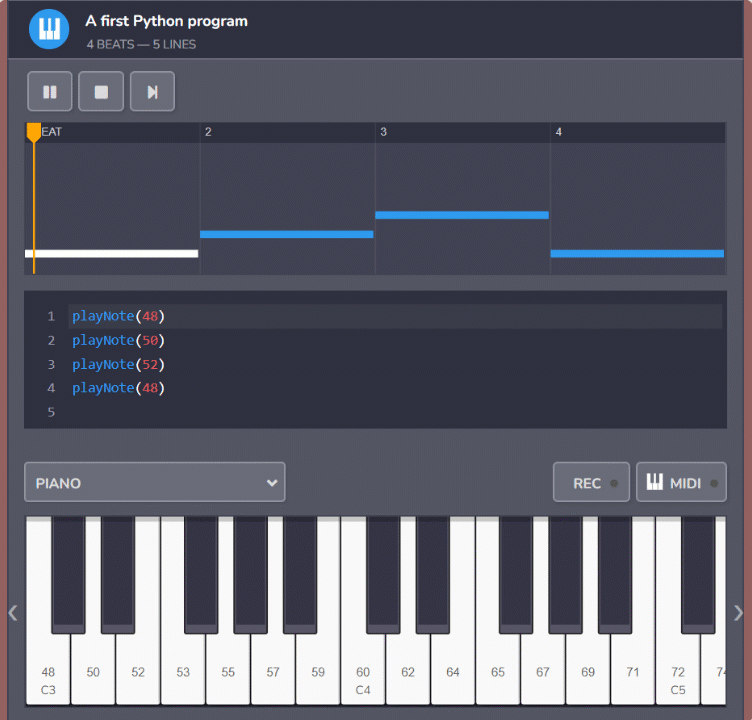 A first Python program
4 BEATS — 5 LINES
EAT 2 3 4
1 playNote(48)
2 playNote(50)
3 playNote(52)
4 playNote(48)
5
PIANO REC MIDI
48 50 52 53 55 57 59 60 62 64 65 67 69 71 72 74
C3 C4 C5